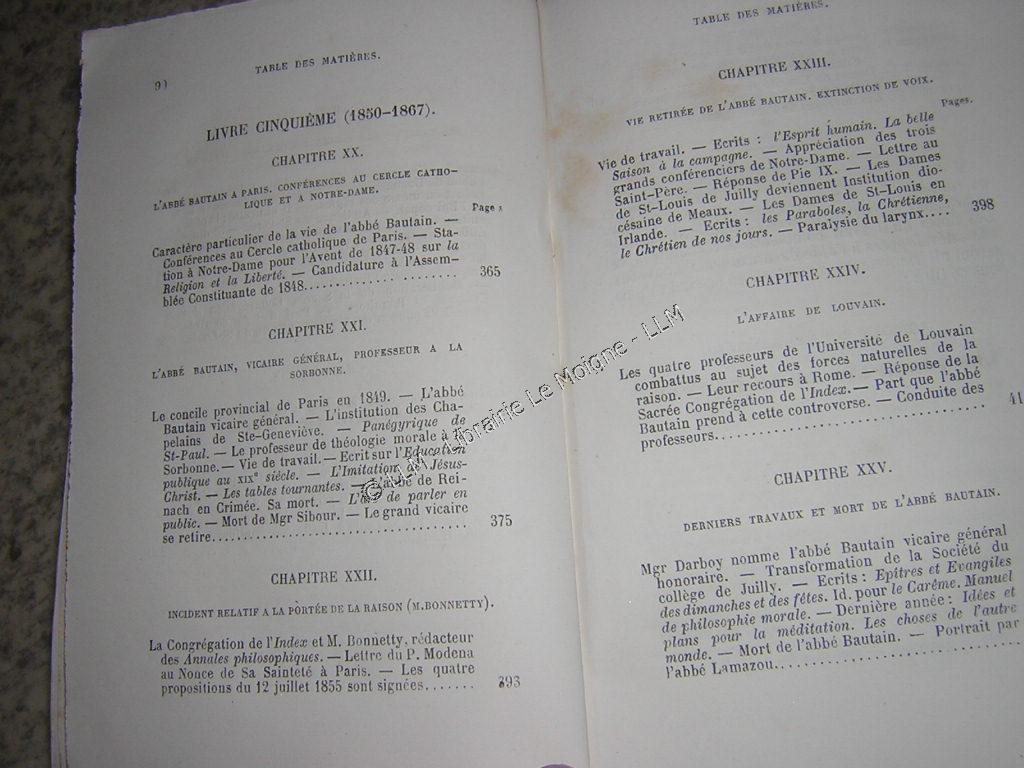 9)
TABLE DES MATIÈRES.
LIVRE CINQUIÈME (1850-1867).
CHAPITRE XX.
L'ABBÉ BAUTAIN A PARIS. CONFÉRENCES AU CERCLE CATHO-
LIQUE ET A NOTRE-DAME.
Pages
Caractère particulier de la vie de l'abbé Bautain. —
Conférences au Cercle catholique de Paris. — Sta-
tion à Notre-Dame pour l'Avent de 1847-48 sur la
Religion et la Liberté. — Candidature à l'Assem-
blée Constituante de 1848.................. 365
CHAPITRE XXI.
L'ABBÉ BAUTAIN, VICAIRE GÉNÉRAL, PROFESSEUR A LA
SORBONNE.
Le concile provincial de Paris en 1849. — L'abbé
Bautain vicaire général. — L'institution des Cha-
pelains de Ste-Geneviève. — Panégyrique de
St-Paul. — Le professeur de théologie morale à la
Sorbonne. — Vie de travail. — Ecrit sur l'Education
publique au XIXe siècle. — L'Imitation de Jésus-
Christ. — Les tables tournantes. — L'abbé de Rei-
nach en Crimée. Sa mort. — L'art de parler en
public. — Mort de Mgr Sibour. — Le grand vicaire
se retire.............................. 375
CHAPITRE XXII.
INCIDENT RELATIF A LA PORTÉE DE LA RAISON (M. BONNETTY).
La Congrégation de l'Index et M. Bonnetty, rédacteur
des Annales philosophiques. — Lettre du P. Modena
au Nonce de Sa Sainteté à Paris. — Les quatre
propositions du 12 juillet 1855 sont signées....... 393
TABLE DES MATIÈRES.
CHAPITRE XXIII.
VIE RETIRÉE DE L'ABBÉ BAUTAIN. EXTINCTION DE VOIX.
Pages.
Vie de travail. — Ecrits : l'Esprit humain. La belle
Saison à la campagne. — Appréciation des trois
grands conférenciers de Notre-Dame. — Lettre au
Saint-Père. — Réponse de Pie IX. — Les Dames
de St-Louis de Juilly deviennent Institution dio-
césaine de Meaux. — Les Dames de St-Louis en
Irlande. — Ecrits : les Paraboles, la Chrétienne,
le Chrétien de nos jours. — Paralysie du larynx.... 398
CHAPITRE XXIV.
L'AFFAIRE DE LOUVAIN.
Les quatre professeurs de l'Université de Louvain
combattus au sujet des forces naturelles de la
raison. — Leur recours à Rome. — Réponse de la
Sacrée Congrégation de l'Index. — Part que l'abbé
Bautain prend à cette controverse. — Conduite des
professeurs.............................. 41
CHAPITRE XXV.
DERNIERS TRAVAUX ET MORT DE L'ABBÉ BAUTAIN.
Mgr Darboy nomme l'abbé Bautain vicaire général
honoraire. — Transformation de la Société du
collège de Juilly. — Ecrits : Epîtres et Evangiles
des dimanches et des fêtes. Id. pour le Carême. Manuel
de philosophie morale. — Dernière année : Idées et
plans pour la méditation. Les choses de l'autre
monde. — Mort de l'abbé Bautain. — Portrait par
l'abbé Lamazou..............................
© LLM - Librairie Le Moigne - LLM